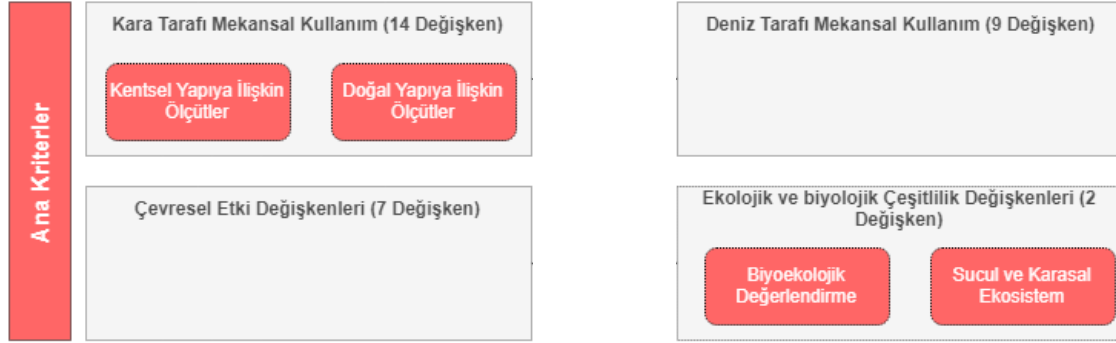 Ana Kriterler
Kara Tarafı Mekansal Kullanım (14 Değişken)
Kentsel Yapıya İlişkin
Ölçütler
Doğal Yapıya İlişkin
Ölçütler
Deniz Tarafı Mekansal Kullanım (9 Değişken)
Çevresel Etki Değişkenleri (7 Değişken)
Ekolojik ve biyolojik Çeşitlilik Değişkenleri (2
Değişken)
Biyoekolojik
Değerlendirme
Sucul ve Karasal
Ekosistem